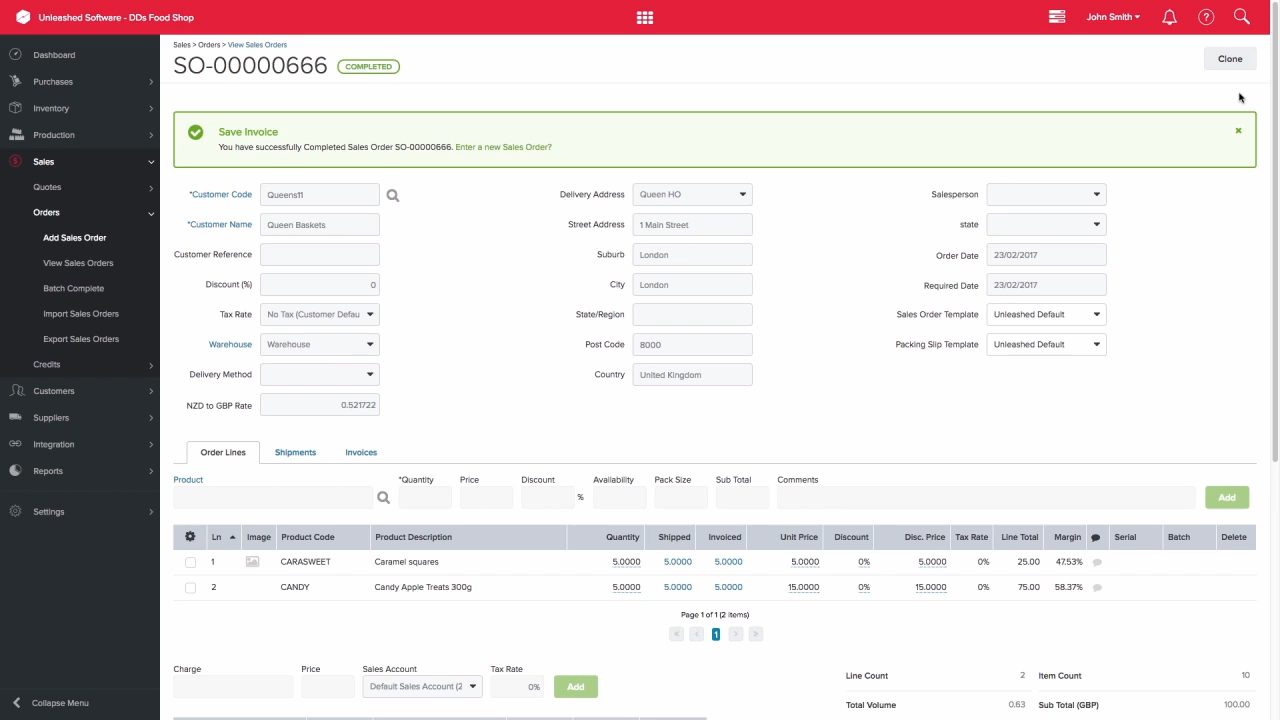 Unleashed Software - DDs Food Shop
John Smith
Dashboard
Purchases
Inventory
Production
Sales
Quotes
Orders
Add Sales Order
View Sales Orders
Batch Complete
Import Sales Orders
Export Sales Orders
Credits
Customers
Suppliers
Integration
Reports
Settings
Collapse Menu
Sales > Orders > View Sales Orders
SO-00000666 COMPLETED
Clone
Save Invoice
You have successfully Completed Sales Order SO-00000666. Enter a new Sales Order?
*Customer Code Queens11
*Customer Name Queen Baskets
Customer Reference
Discount (%) 0
Tax Rate No Tax (Customer Defau
Warehouse Warehouse
Delivery Method
NZD to GBP Rate 0.521722
Delivery Address Queen HO
Street Address 1 Main Street
Suburb London
City London
State/Region
Post Code 8000
Country United Kingdom
Salesperson
state
Order Date 23/02/2017
Required Date 23/02/2017
Sales Order Template Unleashed Default
Packing Slip Template Unleashed Default
Order Lines Shipments Invoices
Product *Quantity Price Discount Availability Pack Size Sub Total Comments
% Add
Ln Image Product Code Product Description Quantity Shipped Invoiced Unit Price Discount Disc. Price Tax Rate Line Total Margin Serial Batch Delete
1 CARASWEET Caramel squares 5.0000 5.0000 5.0000 5.0000 0% 5.0000 0% 25.00 47.53%
2 CANDY Candy Apple Treats 300g 5.0000 5.0000 5.0000 15.0000 0% 15.0000 0% 75.00 58.37%
Page 1 of 1 (2 items)
« ‹ 1 › »
Charge Price Sales Account Tax Rate
Default Sales Account (2 0% Add
Line Count 2 Item Count 10
Total Volume 0.63 Sub Total (GBP) 100.00